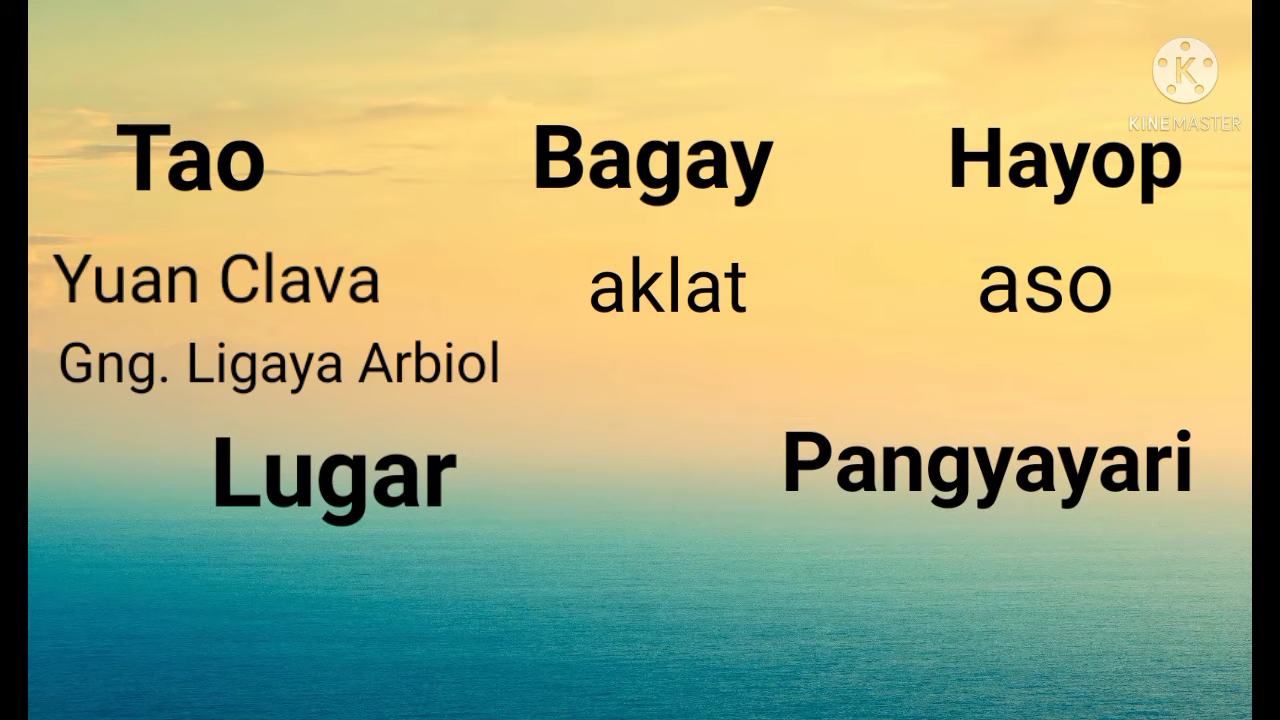 KINEMASTER
Tao Bagay Hayop
Yuan Clava aklat aso
Gng. Ligaya Arbiol
Lugar Pangyayari